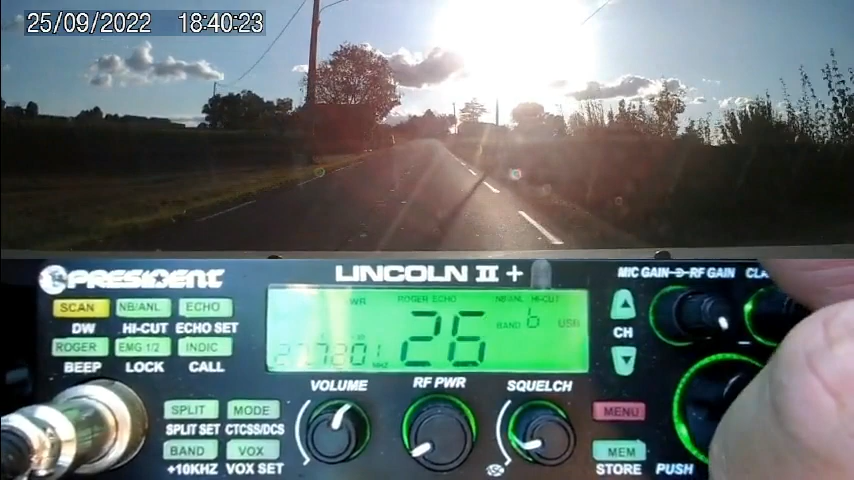 25/09/2022 18:40:23
PRESIDENT
LINCOLN II +
MIC GAIN RF GAIN
SCAN NB/ANL ECHO
DW HI-CUT ECHO SET
ROGER EMG 1/2 INDIC
BEEP LOCK CALL
WR ROGER ECHO NB/ANL HI-CUT
26 BAND b USB
MHz
CH
VOLUME RF PWR SQUELCH
SPLIT MODE
SPLIT SET CTCSS/DCS
BAND VOX
+10KHZ VOX SET
MENU
MEM
STORE PUSH